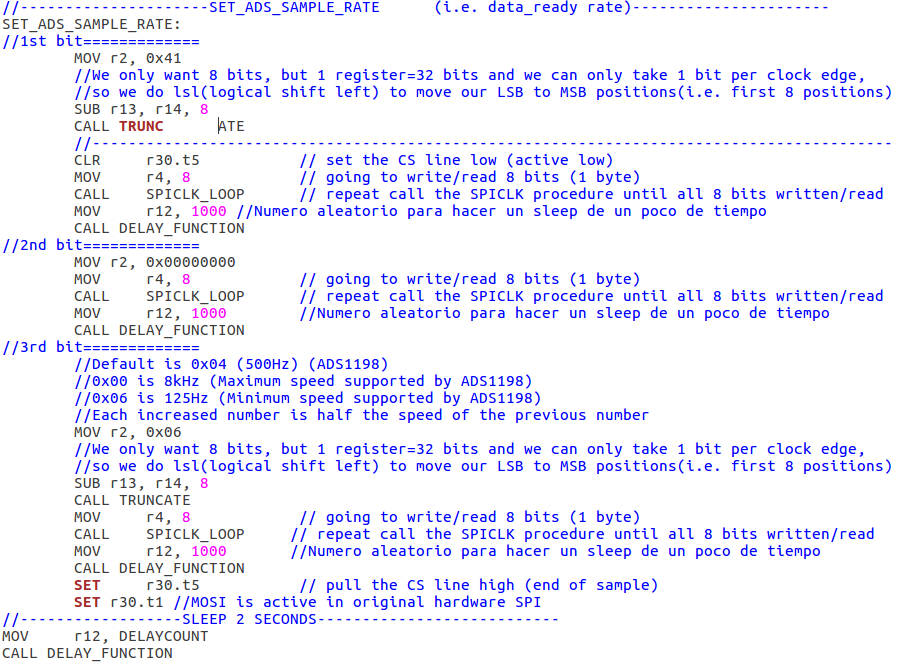 //---------------------SET_ADS_SAMPLE_RATE      (i.e. data_ready rate)----------------------
SET_ADS_SAMPLE_RATE:
//1st bit=============
        MOV r2, 0x41
        //We only want 8 bits, but 1 register=32 bits and we can only take 1 bit per clock edge,
        //so we do lsl(logical shift left) to move our LSB to MSB positions(i.e. first 8 positions)
        SUB r13, r14, 8
        CALL TRUNC      ATE
        //-----------------------------------------------------------------------------------------
        CLR     r30.t5           // set the CS line low (active low)
        MOV     r4, 8            // going to write/read 8 bits (1 byte)
        CALL    SPICLK_LOOP      // repeat call the SPICLK procedure until all 8 bits written/read
        MOV     r12, 1000 //Numero aleatorio para hacer un sleep de un poco de tiempo
        CALL DELAY_FUNCTION
//2nd bit=============
        MOV r2, 0x00000000
        MOV     r4, 8            // going to write/read 8 bits (1 byte)
        CALL    SPICLK_LOOP      // repeat call the SPICLK procedure until all 8 bits written/read
        MOV     r12, 1000        //Numero aleatorio para hacer un sleep de un poco de tiempo
        CALL DELAY_FUNCTION
//3rd bit=============
        //Default is 0x04 (500Hz) (ADS1198)
        //0x00 is 8kHz (Maximum speed supported by ADS1198)
        //0x06 is 125Hz (Minimum speed supported by ADS1198)
        //Each increased number is half the speed of the previous number
        MOV r2, 0x06
        //We only want 8 bits, but 1 register=32 bits and we can only take 1 bit per clock edge,
        //so we do lsl(logical shift left) to move our LSB to MSB positions(i.e. first 8 positions)
        SUB r13, r14, 8
        CALL TRUNCATE
        MOV     r4, 8            // going to write/read 8 bits (1 byte)
        CALL    SPICLK_LOOP     // repeat call the SPICLK procedure until all 8 bits written/read
        MOV     r12, 1000       //Numero aleatorio para hacer un sleep de un poco de tiempo
        CALL DELAY_FUNCTION
        SET     r30.t5           // pull the CS line high (end of sample)
        SET r30.t1 //MOSI is active in original hardware SPI
//------------------SLEEP 2 SECONDS---------------------------
MOV     r12, DELAYCOUNT
CALL DELAY_FUNCTION